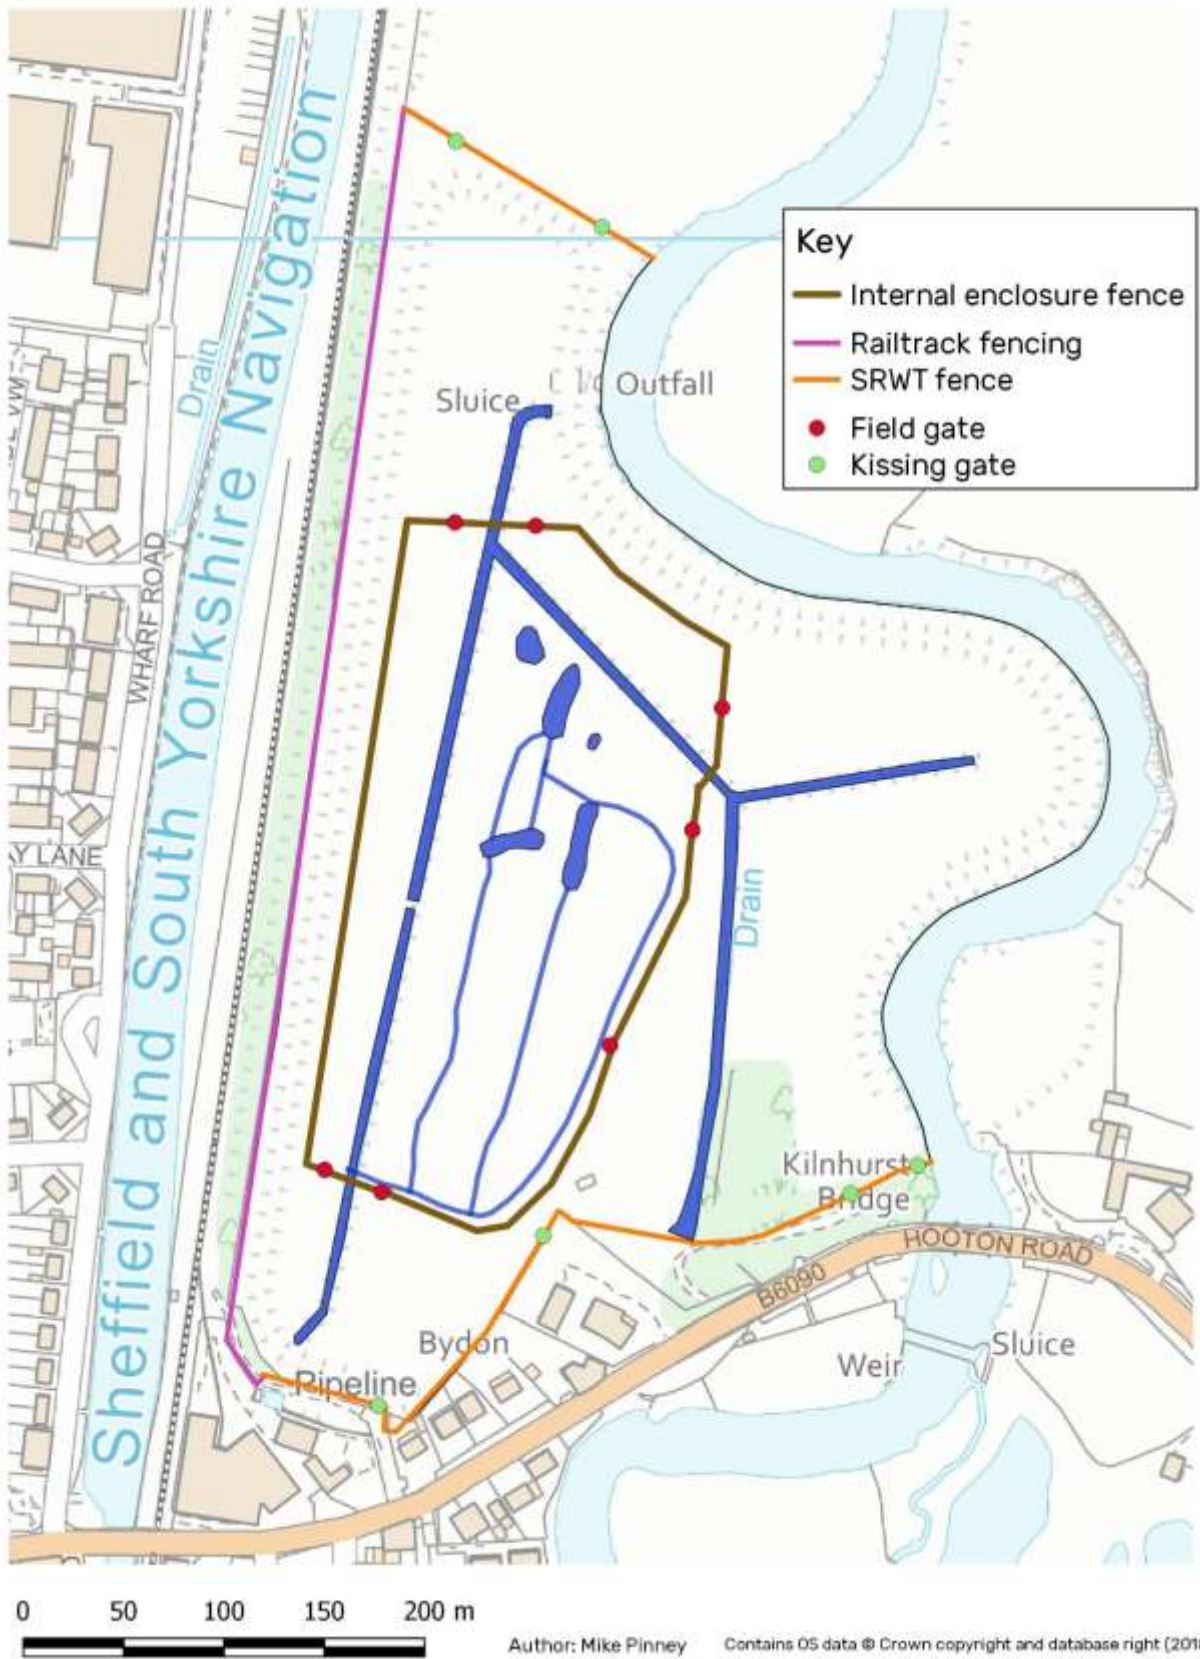 Sheffield and South Yorkshire Navigation
Drain
Key
Internal enclosure fence
Railtrack fencing
SRWT fence
Field gate
Kissing gate
Sluice
Outfall
WHARF ROAD
LANE
Drain
Kilnhurst
Bridge
HOOTON ROAD
B6090
Bydon
Pipeline
Weir
Sluice
0 50 100 150 200 m
Author: Mike Pinney
Contains OS data © Crown copyright and database right (201